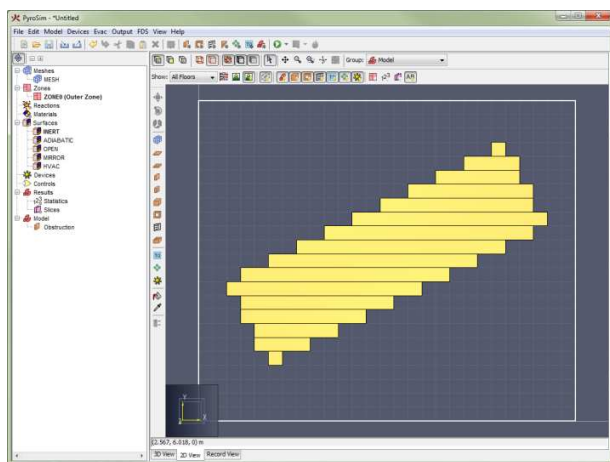 PyroSim - *Untitled
File Edit Model Devices Evac Output FDS View Help
Group: Model
Show: All Floors
Meshes
MESH
Zones
ZONE0 (Outer Zone)
Reactions
Materials
Surfaces
INERT
ADIABATIC
OPEN
MIRROR
HVAC
Devices
Controls
Results
Statistics
Slices
Model
Obstruction
Y
X
(2.567, 6.018, 0) m
3D View 2D View Record View